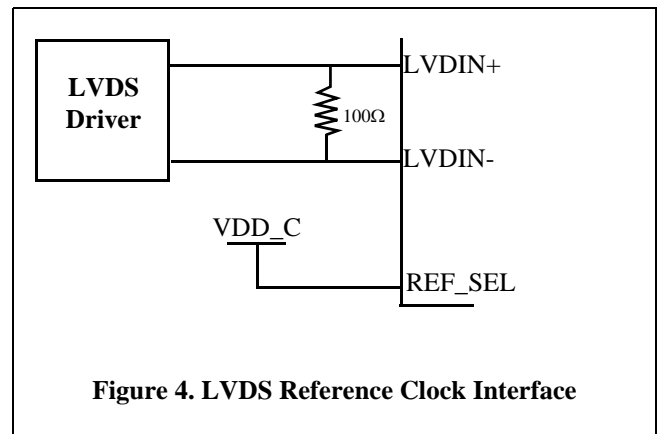 LVDS
Driver
LVDIN+
100Ω
LVDIN-
VDD_C
REF_SEL
Figure 4. LVDS Reference Clock Interface